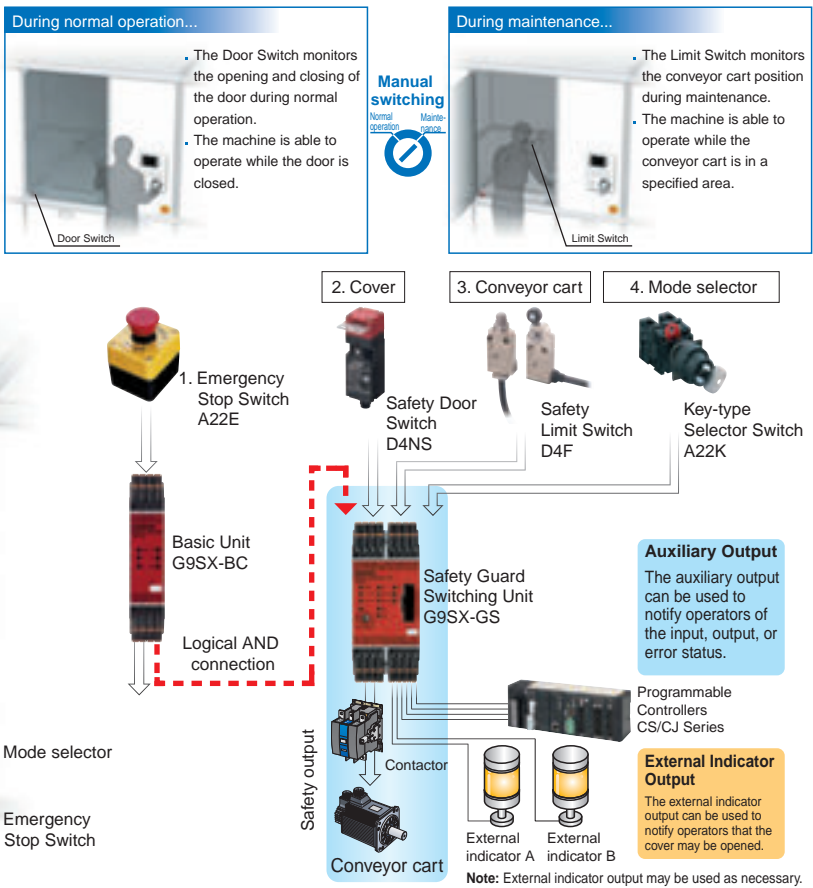 During normal operation...
The Door Switch monitors
the opening and closing of
the door during normal
operation.
The machine is able to
operate while the door is
closed.
Door Switch
Manual
switching
Normal
operation
Mainte-
nance
During maintenance...
The Limit Switch monitors
the conveyor cart position
during maintenance.
The machine is able to
operate while the
conveyor cart is in a
specified area.
Limit Switch
2. Cover
3. Conveyor cart
4. Mode selector
1. Emergency
Stop Switch
A22E
Safety Door
Switch
D4NS
Safety
Limit Switch
D4F
Key-type
Selector Switch
A22K
Basic Unit
G9SX-BC
Safety Guard
Switching Unit
G9SX-GS
Auxiliary Output
The auxiliary output
can be used to
notify operators of
the input, output, or
error status.
Logical AND
connection
Programmable
Controllers
CS/CJ Series
Mode selector
Safety output
Contactor
External Indicator
Output
The external indicator
output can be used to
notify operators that the
cover may be opened.
Emergency
Stop Switch
External
indicator A
External
indicator B
Conveyor cart
Note: External indicator output may be used as necessary.